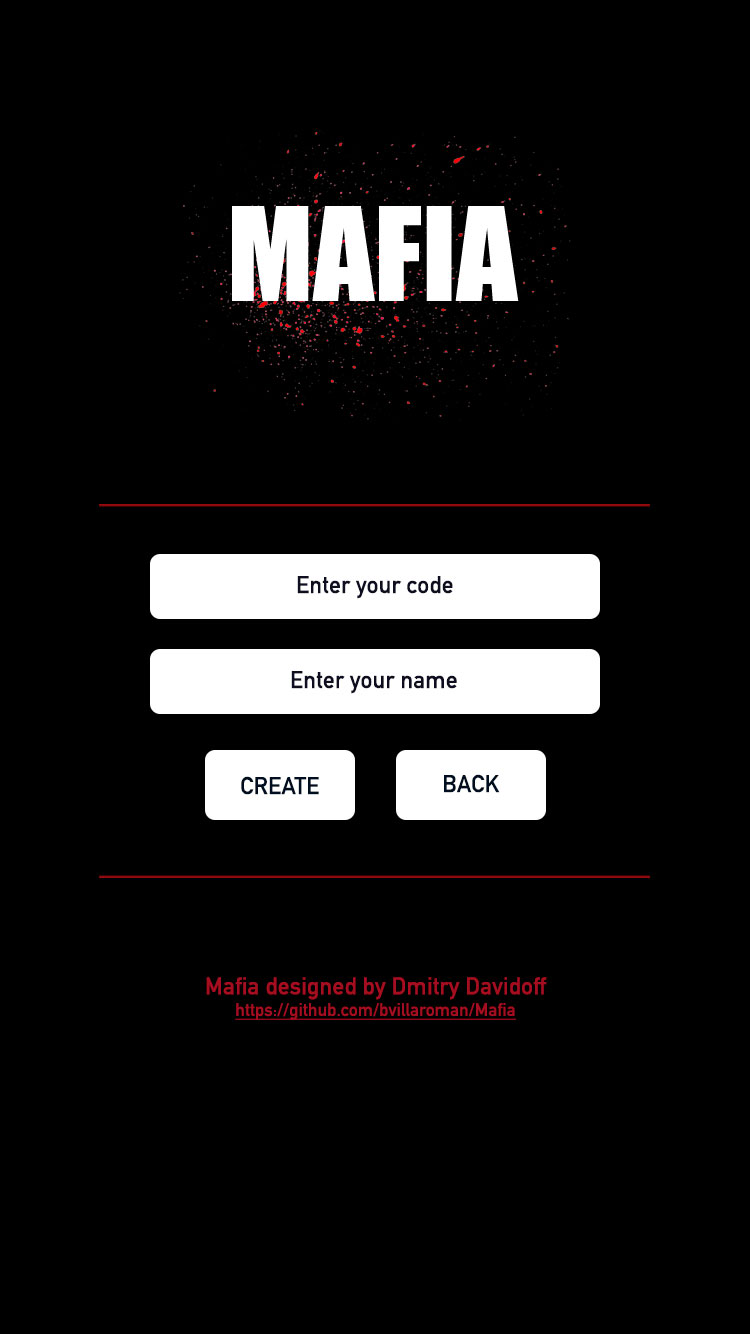 MAFIA
Enter your code
Enter your name
CREATE
BACK
Mafia designed by Dmitry Davidoff
https://github.com/bvillaroman/Mafia